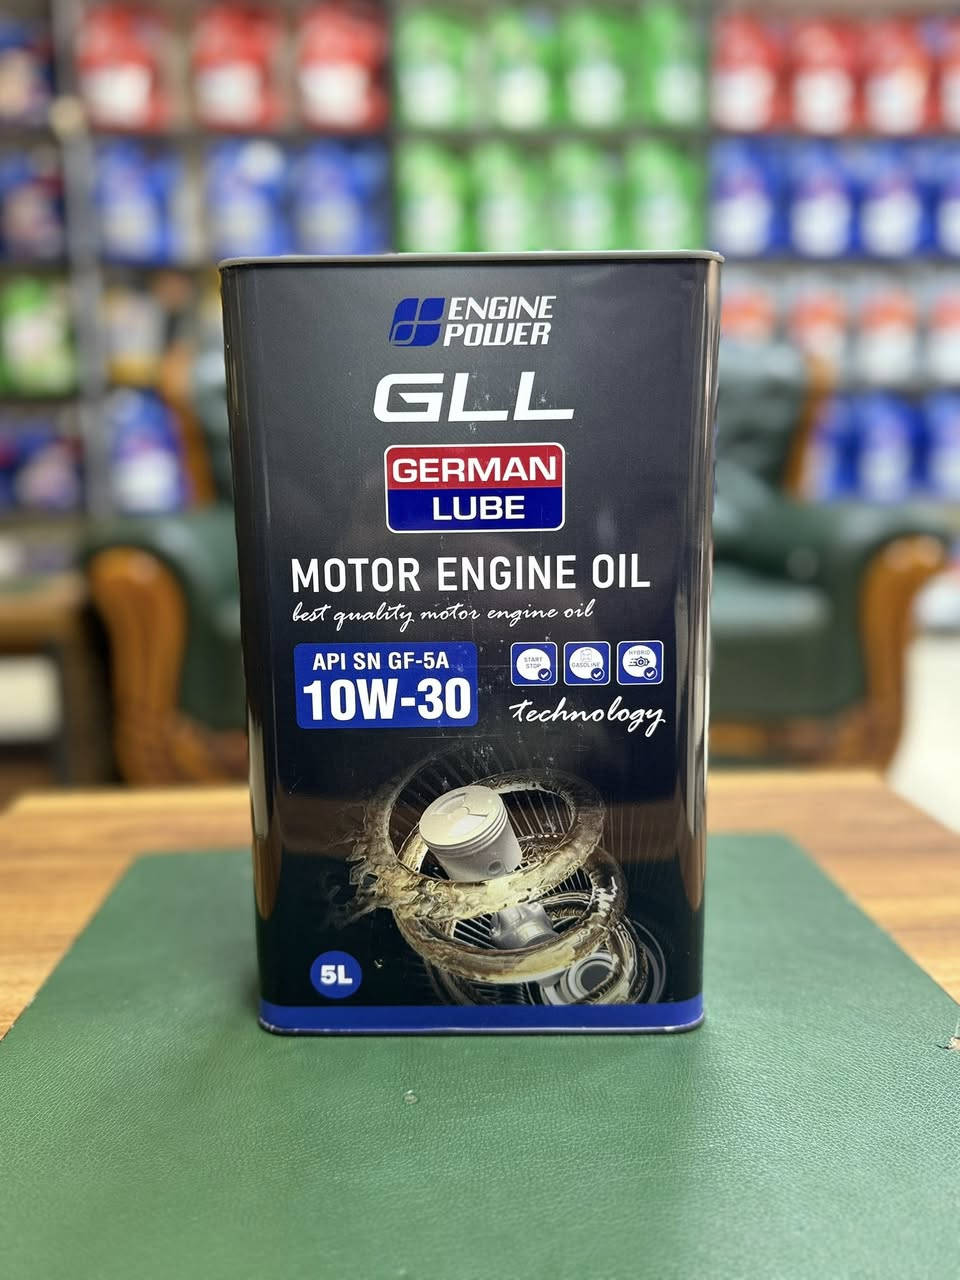 ENGINE
POWER
GLL
GERMAN
LUBE
MOTOR ENGINE OIL
best quality motor engine oil
API SN GF-5A
10W-30
START
STOP
GASOLINE
HYBRID
technology
5L